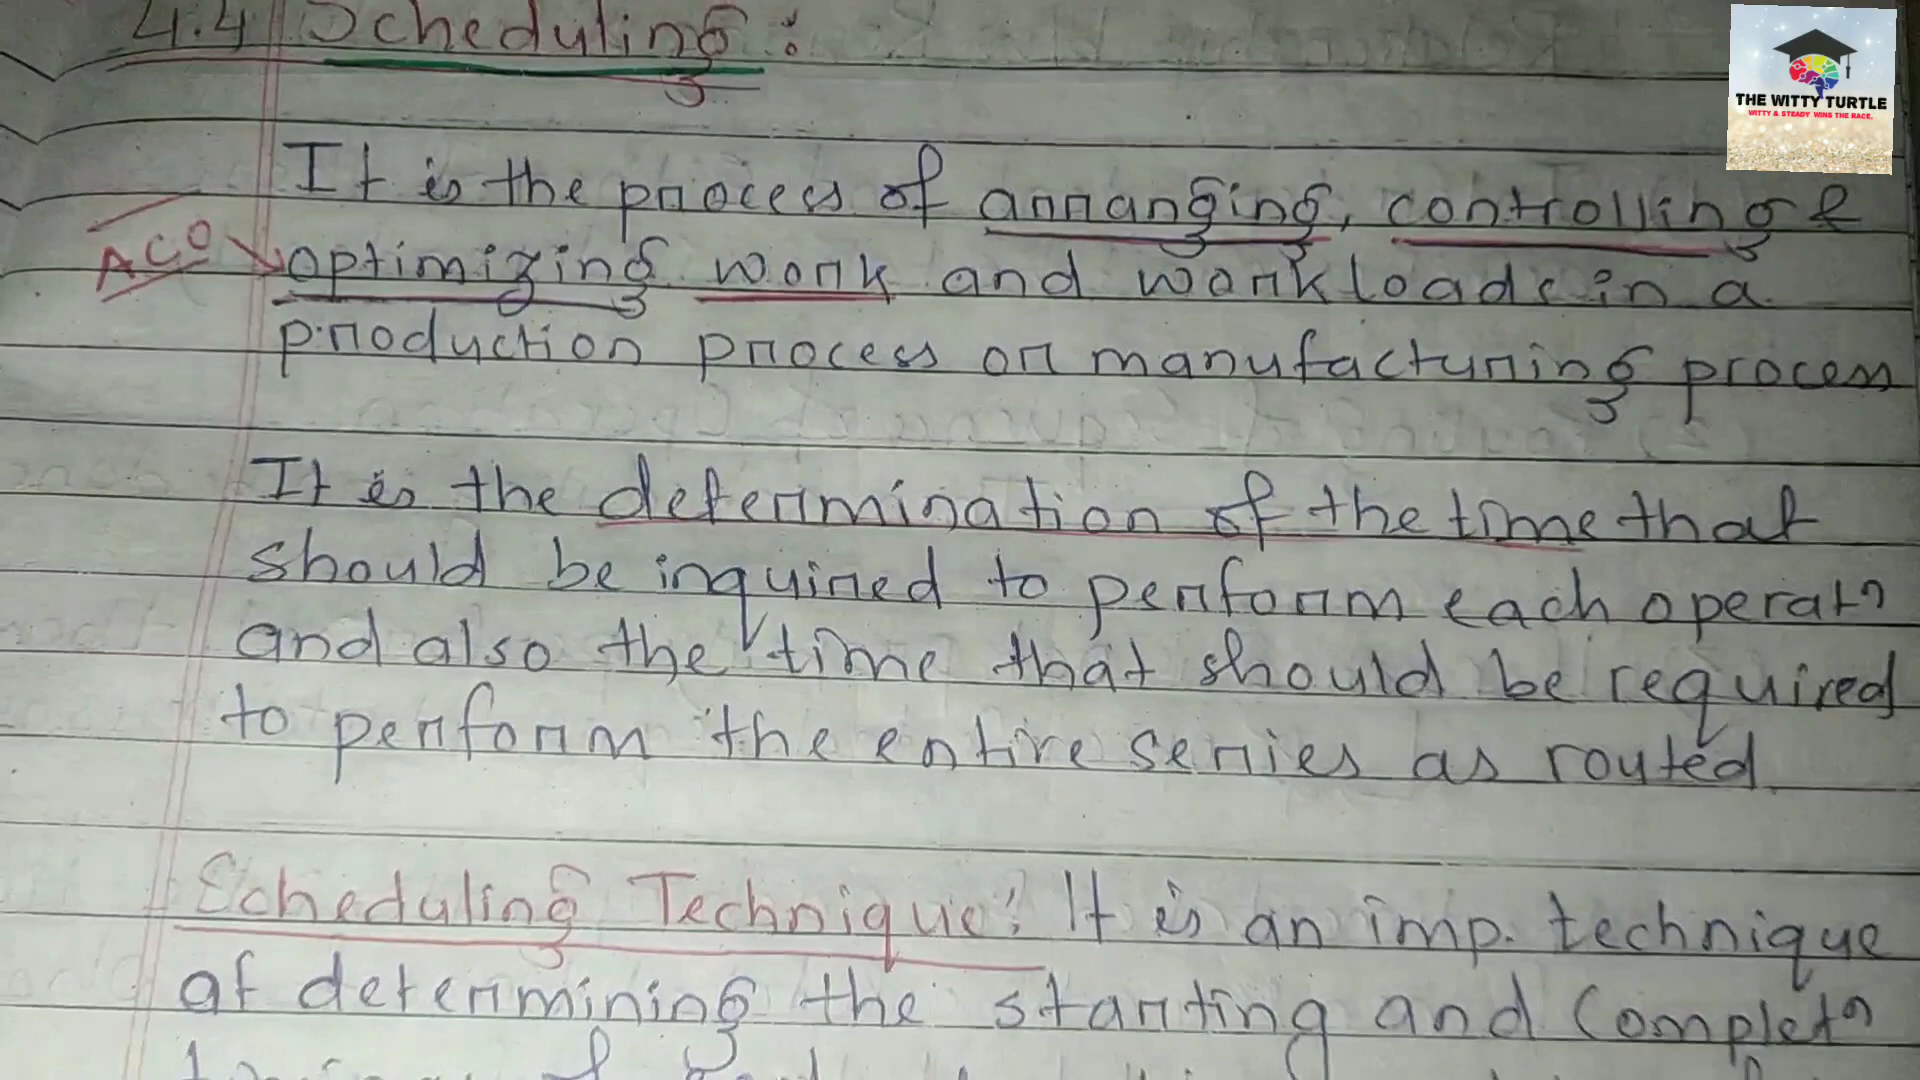 4.4 Scheduling :
THE WITTY TURTLE
WITTY & STEADY WINS THE RACE.
It is the process of arranging, controlling &
ACO optimizing work and workloads in a
production process or manufacturing process
It is the determination of the time that
should be inquired to perform each operatn
and also the time that should be required
to perform the entire series as routed
Scheduling Technique: It is an imp. technique
of determining the starting and Completn